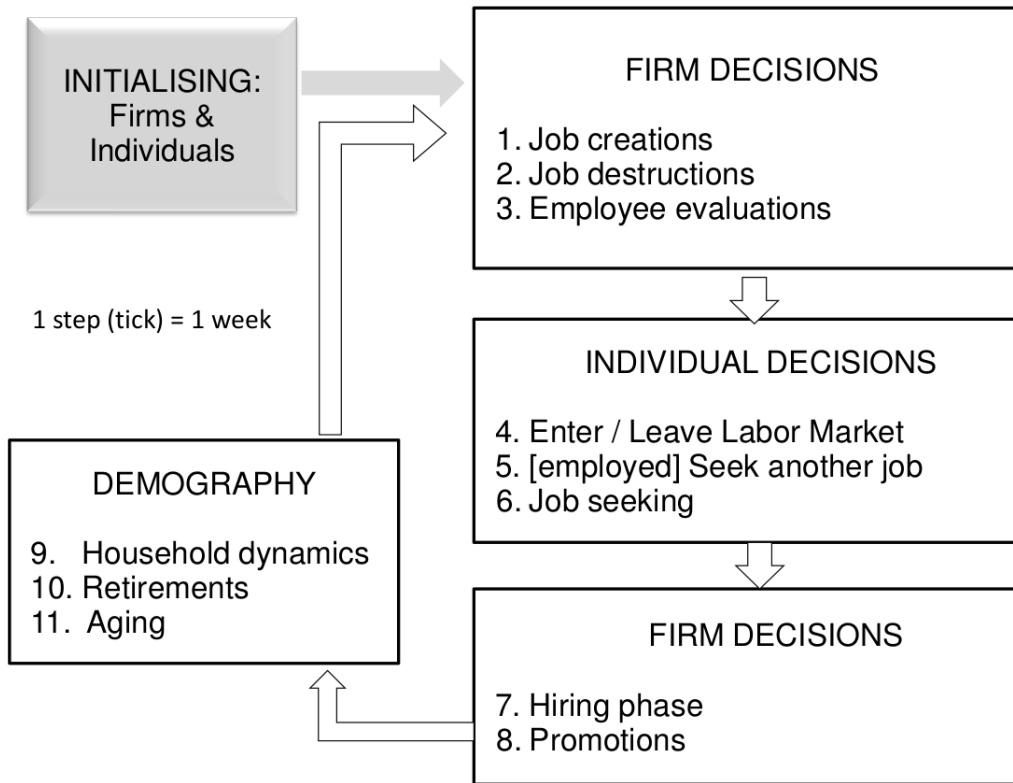 INITIALISING:
Firms &
Individuals
FIRM DECISIONS
1. Job creations
2. Job destructions
3. Employee evaluations
1 step (tick) = 1 week
INDIVIDUAL DECISIONS
4. Enter / Leave Labor Market
5. [employed] Seek another job
6. Job seeking
FIRM DECISIONS
7. Hiring phase
8. Promotions
DEMOGRAPHY
9. Household dynamics
10. Retirements
11. Aging